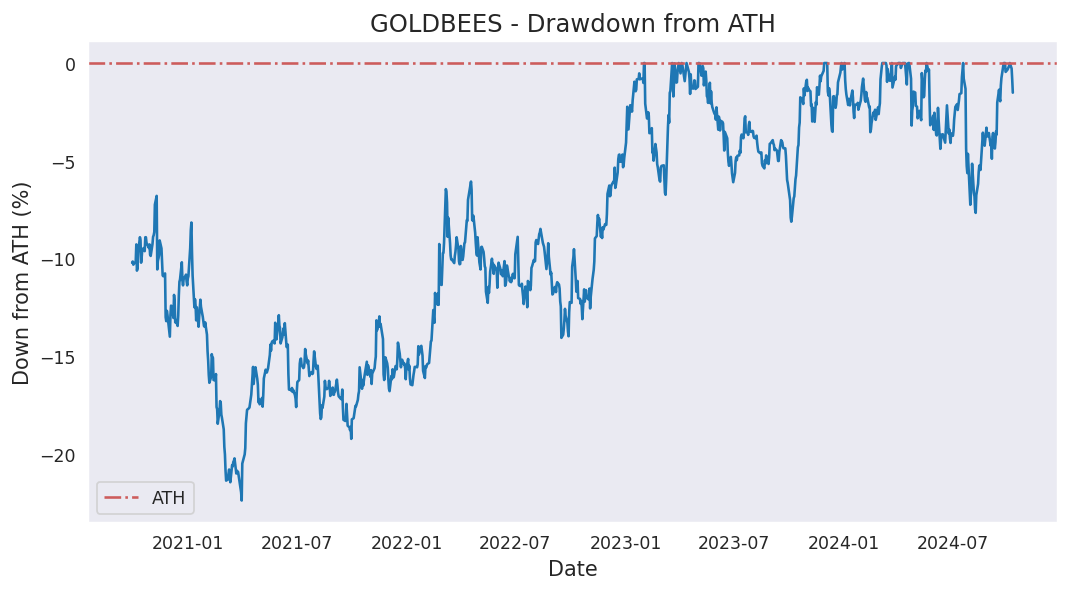 GOLDBEES - Drawdown from ATH
Down from ATH (%)
0
−5
−10
−15
−20
ATH
2021-01 2021-07 2022-01 2022-07 2023-01 2023-07 2024-01 2024-07
Date